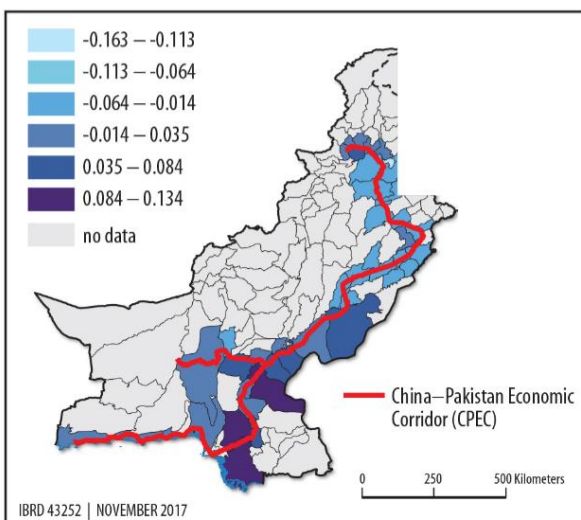 -0.163 — -0.113
-0.113 — -0.064
-0.064 — -0.014
-0.014 — 0.035
0.035 — 0.084
0.084 — 0.134
no data
China–Pakistan Economic
Corridor (CPEC)
0 250 500 Kilometers
IBRD 43252 | NOVEMBER 2017